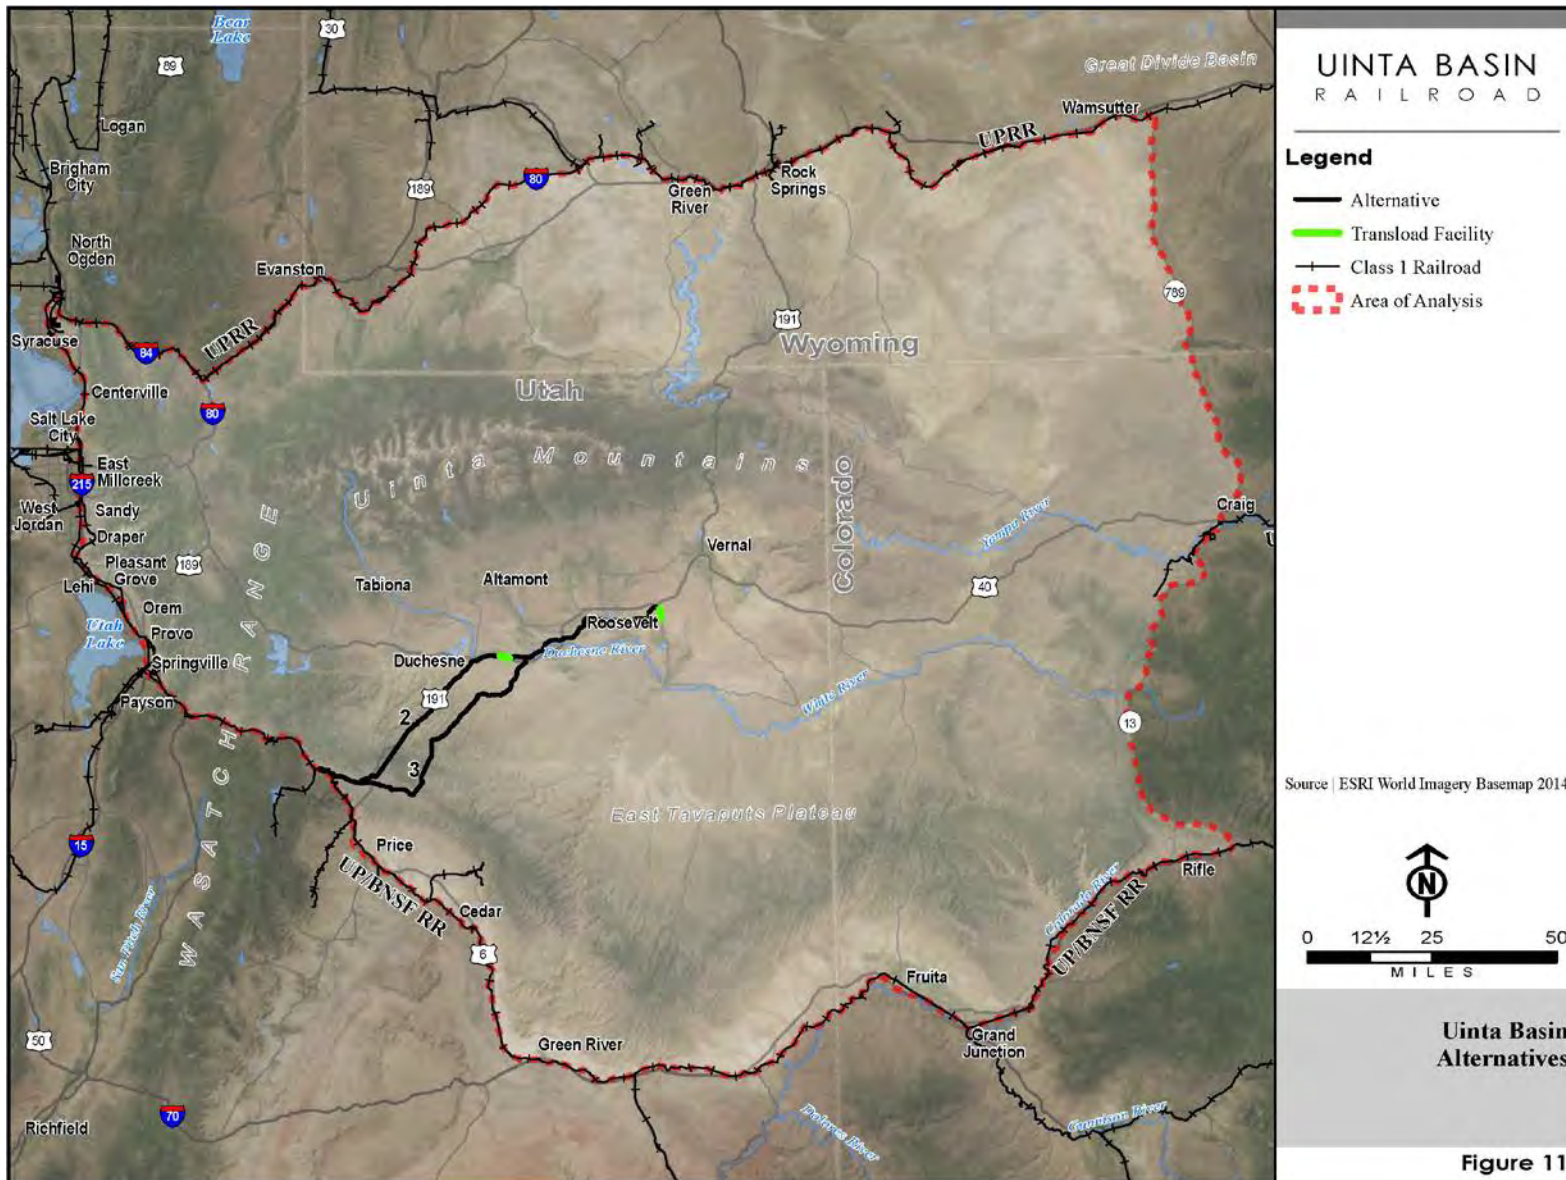 Bear
Lake
30
89
Great Divide Basin
Wamsutter
Logan
UPRR
Brigham
City
Rock
Springs
80
189
Green
River
North
Ogden
Evanston
789
191
Syracuse
84
UPRR
Wyoming
Utah
Centerville
80
Salt Lake
City
Uinta Mountains
East
Millcreek
215
Colorado
West
Jordan
Sandy
Craig
Yampa River
Draper
Vernal
Pleasant
Grove
189
Lehi
Tabiona
Altamont
40
Orem
Utah
Lake
Provo
Roosevelt
Springville
Duchesne
Duchesne River
191
White River
Payson
2
13
WASATCH RANGE
3
East Tavaputs Plateau
15
Price
UP/BNSF RR
Rifle
Colorado River
San Pitch River
Cedar
UP/BNSF RR
6
Fruita
Grand
Junction
50
Green River
70
Richfield
Dolores River
Gunnison River
UINTA BASIN
RAILROAD
Legend
Alternative
Transload Facility
Class 1 Railroad
Area of Analysis
Source | ESRI World Imagery Basemap 2014
N
0 12½ 25 50
MILES
Uinta Basin
Alternatives
Figure 11